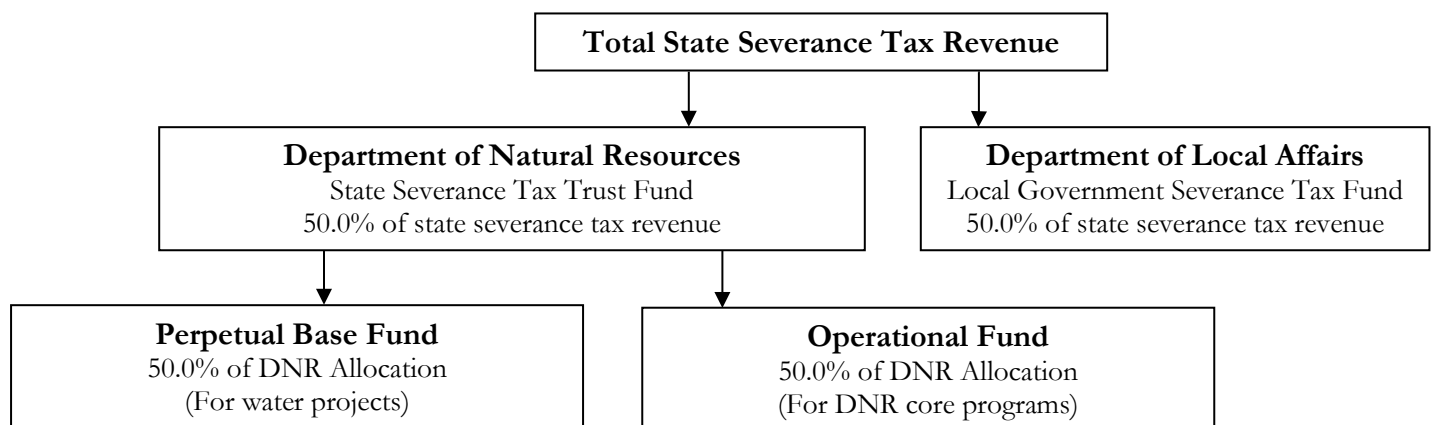 Total State Severance Tax Revenue
Department of Natural Resources
State Severance Tax Trust Fund
50.0% of state severance tax revenue
Department of Local Affairs
Local Government Severance Tax Fund
50.0% of state severance tax revenue
Perpetual Base Fund
50.0% of DNR Allocation
(For water projects)
Operational Fund
50.0% of DNR Allocation
(For DNR core programs)